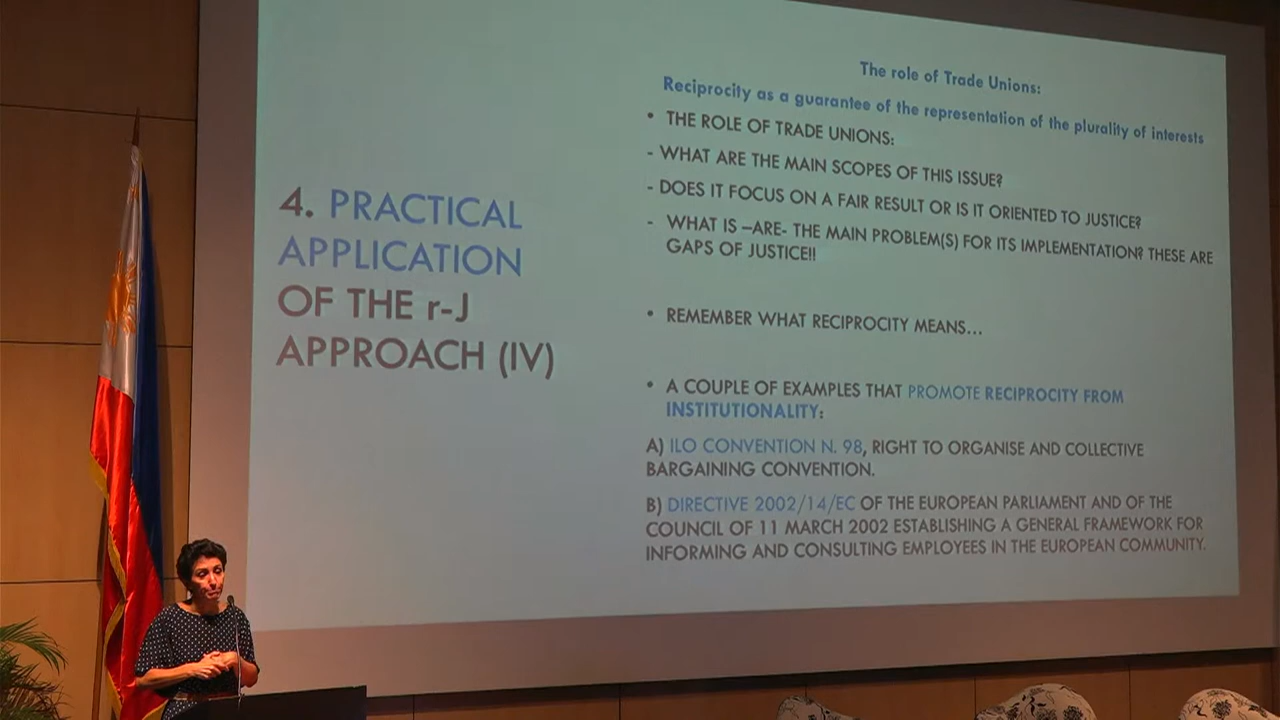 4. PRACTICAL
APPLICATION
OF THE r-J
APPROACH (IV)
The role of Trade Unions:
Reciprocity as a guarantee of the representation of the plurality of interests
• THE ROLE OF TRADE UNIONS:
- WHAT ARE THE MAIN SCOPES OF THIS ISSUE?
- DOES IT FOCUS ON A FAIR RESULT OR IS IT ORIENTED TO JUSTICE?
- WHAT IS –ARE- THE MAIN PROBLEM(S) FOR ITS IMPLEMENTATION? THESE ARE
GAPS OF JUSTICE!!
• REMEMBER WHAT RECIPROCITY MEANS...
• A COUPLE OF EXAMPLES THAT PROMOTE RECIPROCITY FROM
INSTITUTIONALITY:
A) ILO CONVENTION N. 98, RIGHT TO ORGANISE AND COLLECTIVE
BARGAINING CONVENTION.
B) DIRECTIVE 2002/14/EC OF THE EUROPEAN PARLIAMENT AND OF THE
COUNCIL OF 11 MARCH 2002 ESTABLISHING A GENERAL FRAMEWORK FOR
INFORMING AND CONSULTING EMPLOYEES IN THE EUROPEAN COMMUNITY.